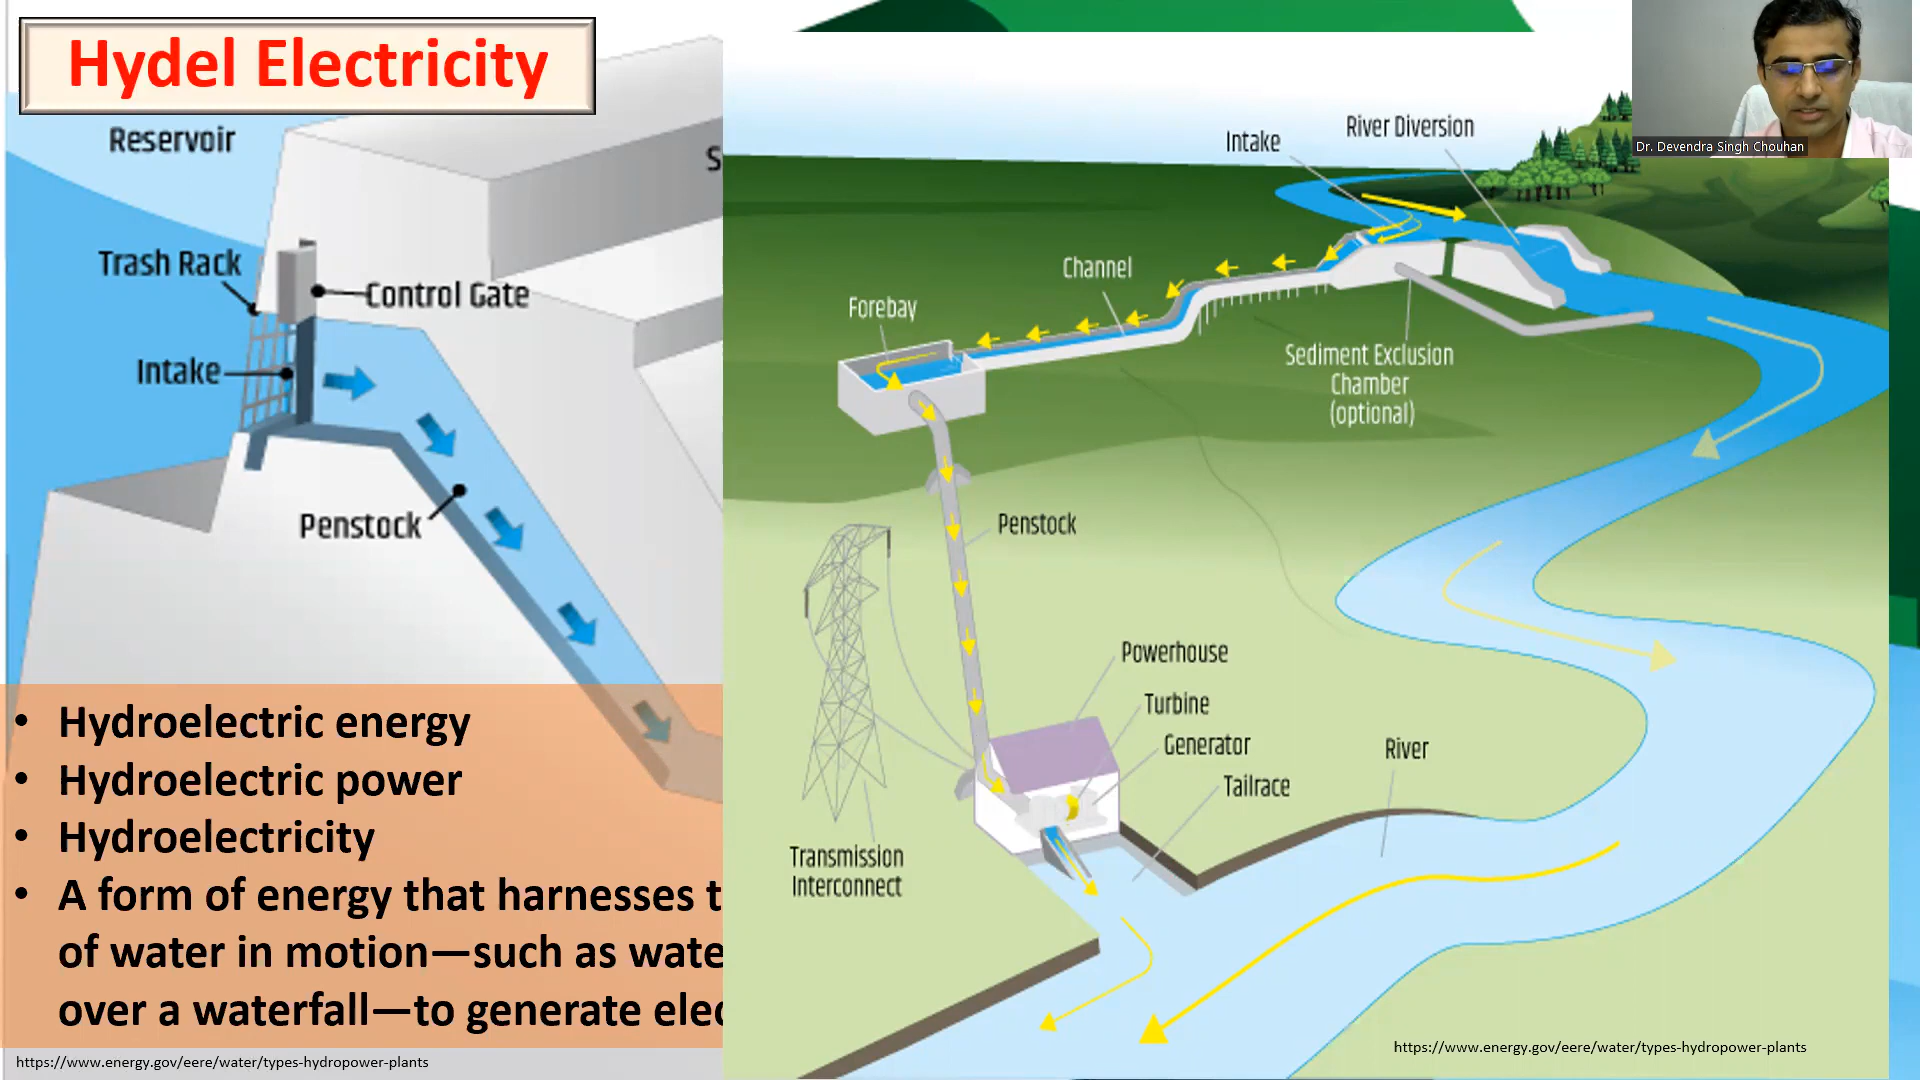 Hydel Electricity
Reservoir
Trash Rack
Control Gate
Intake
Penstock
• Hydroelectric energy
• Hydroelectric power
• Hydroelectricity
• A form of energy that harnesses t
of water in motion—such as wate
over a waterfall—to generate elec
https://www.energy.gov/eere/water/types-hydropower-plants
S
Intake
River Diversion
Channel
Forebay
Sediment Exclusion
Chamber
(optional)
Penstock
Powerhouse
Turbine
Generator
Tailrace
River
Transmission
Interconnect
https://www.energy.gov/eere/water/types-hydropower-plants
Dr. Devendra Singh Chouhan